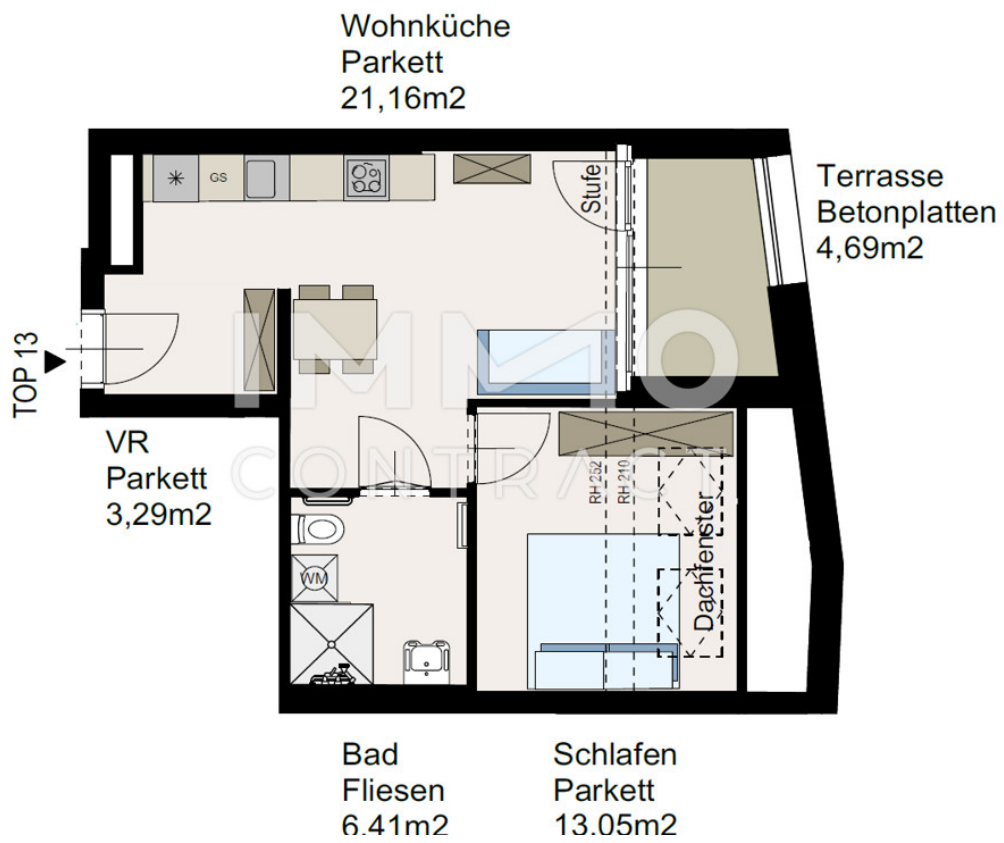 Wohnküche
Parkett
21,16m2
GS
Stufe
Terrasse
Betonplatten
4,69m2
TOP 13
IMMO
CONTRACT
VR
Parkett
3,29m2
RH 252
RH 210
Dachfenster
WM
Bad
Fliesen
6,41m2
Schlafen
Parkett
13,05m2